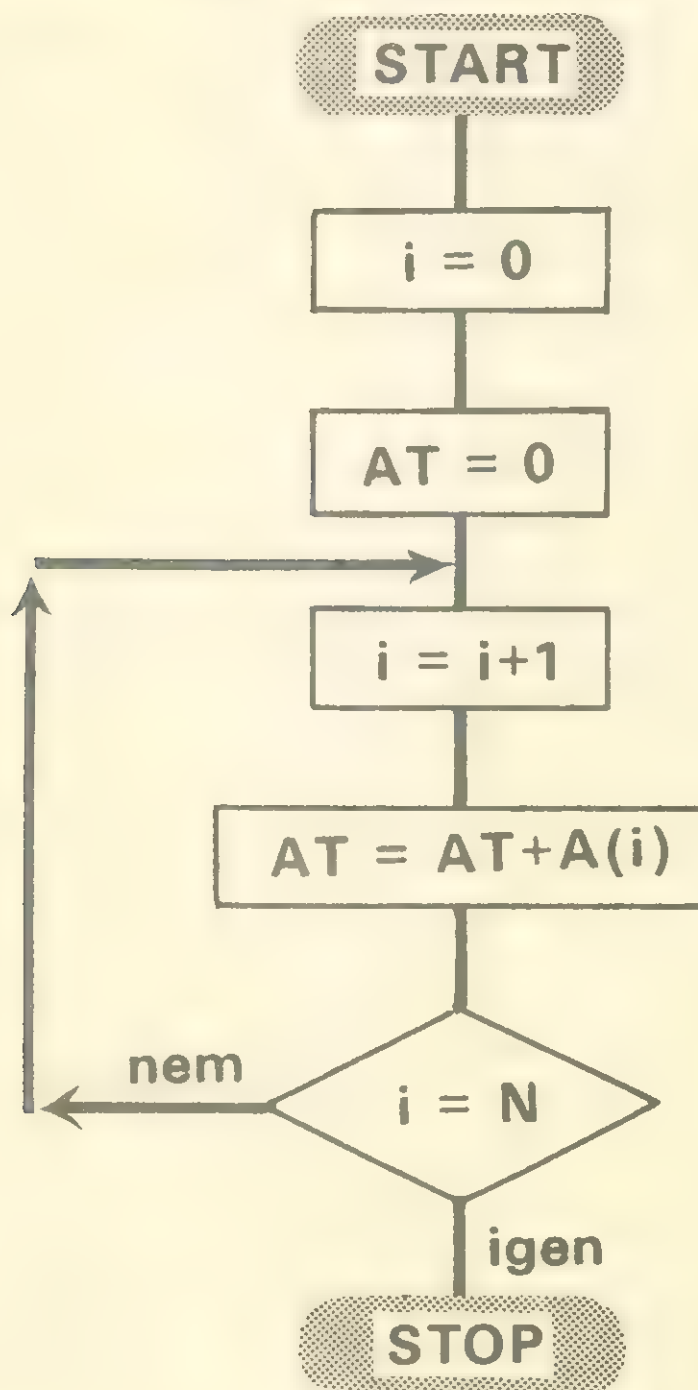 START
i = 0
AT = 0
i = i+1
AT = AT+A(i)
nem
i = N
igen
STOP